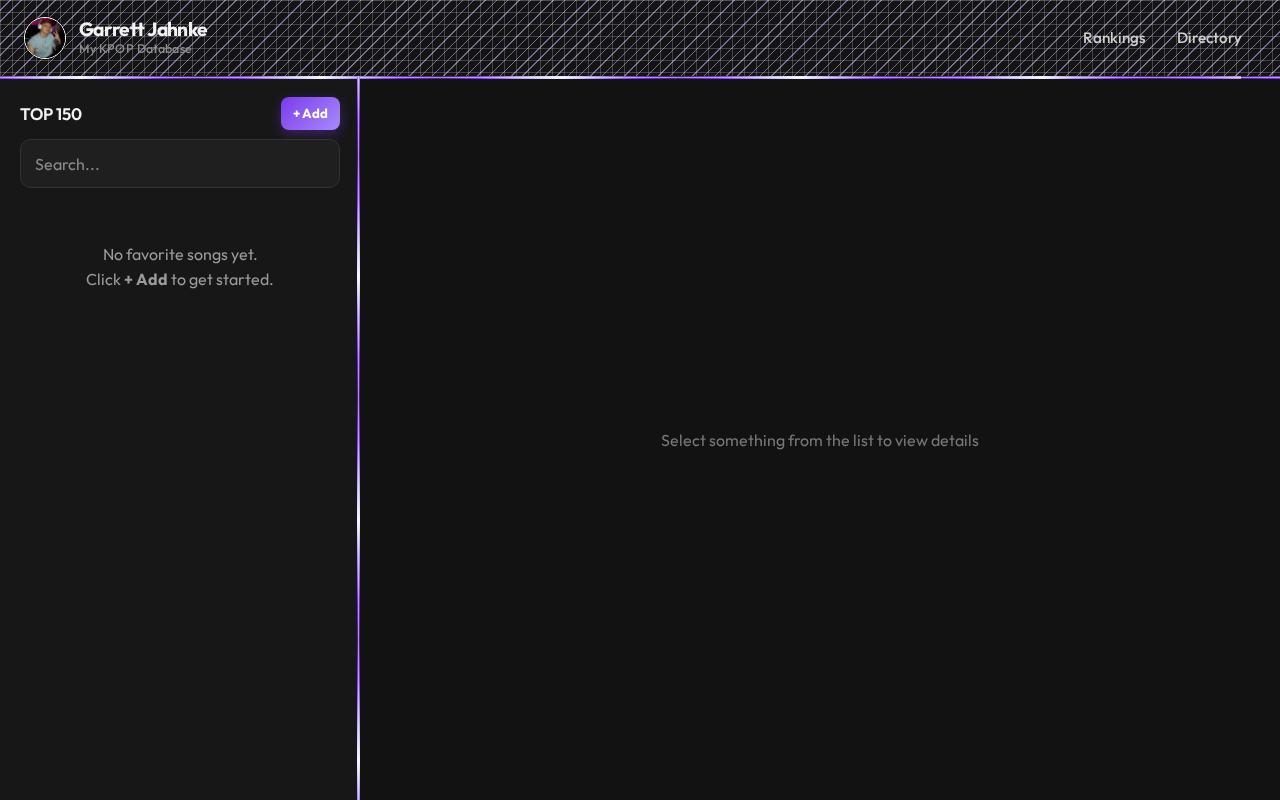 Garrett Jahnke
My KPOP Database
Rankings
Directory
TOP 150
+ Add
Search...
No favorite songs yet.
Click + Add to get started.
Select something from the list to view details